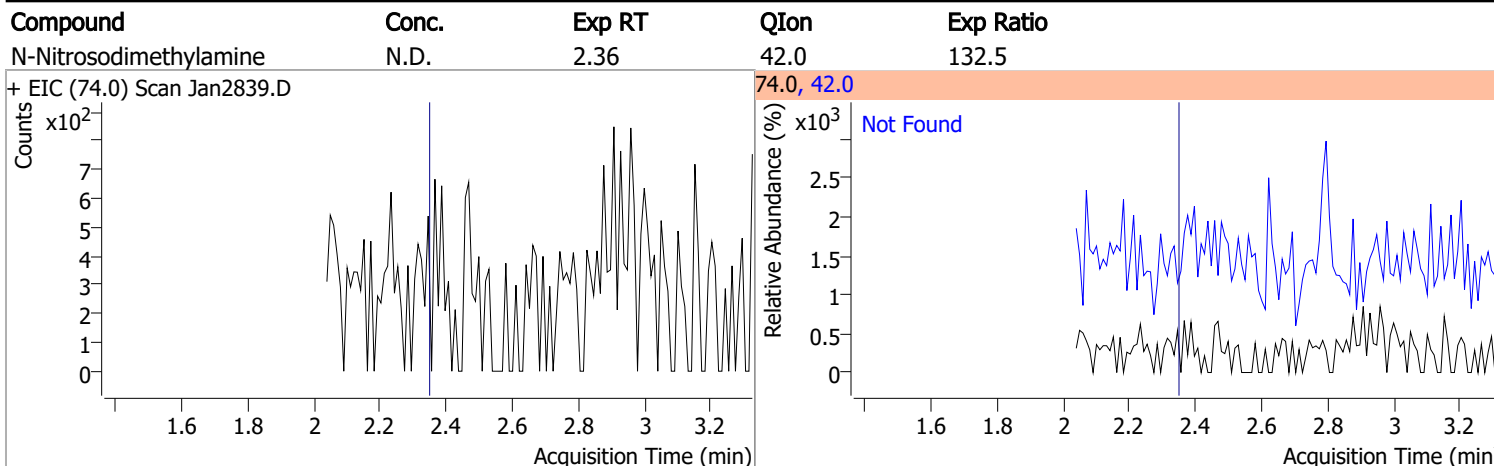 Compound Conc. Exp RT QIon Exp Ratio
N-Nitrosodimethylamine N.D. 2.36 42.0 132.5
+ EIC (74.0) Scan Jan2839.D
Counts
x10²
7
6
5
4
3
2
1
0
1.6 1.8 2 2.2 2.4 2.6 2.8 3 3.2
Acquisition Time (min)
74.0, 42.0
Relative Abundance (%)
x10³
Not Found
2.5
2
1.5
1
0.5
0
1.6 1.8 2 2.2 2.4 2.6 2.8 3 3.2
Acquisition Time (min